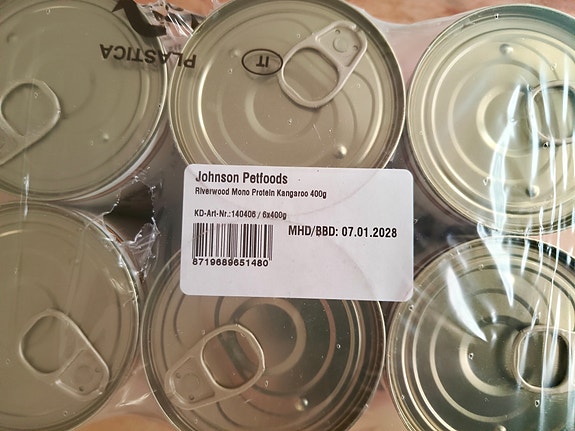 PLASTICA
IT
Johnson Petfoods
Riverwood Mono Protein Kangaroo 400g
KD-Art-Nr.:140406 / 6x400g
MHD/BBD: 07.01.2028
8719689651480